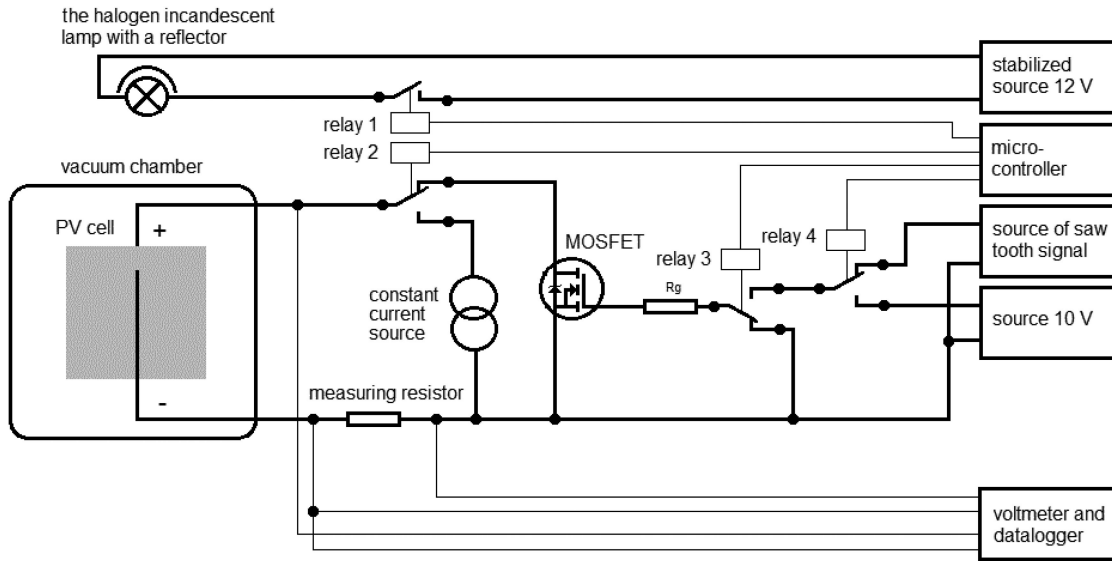 the halogen incandescent
lamp with a reflector
stabilized
source 12 V
relay 1
relay 2
micro-
controller
vacuum chamber
PV cell
+
MOSFET
relay 3
relay 4
source of saw
tooth signal
constant
current
source
Rg
source 10 V
measuring resistor
-
voltmeter and
datalogger